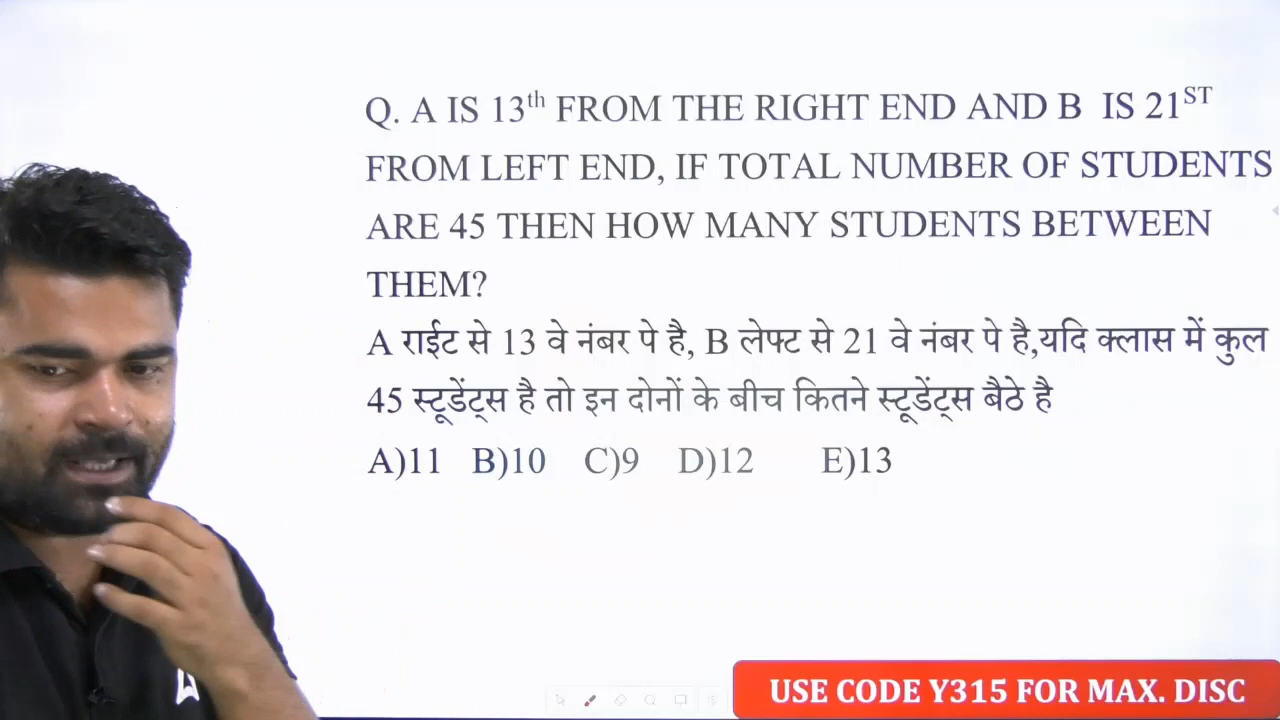 Q. A IS 13th FROM THE RIGHT END AND B IS 21ST
FROM LEFT END, IF TOTAL NUMBER OF STUDENTS
ARE 45 THEN HOW MANY STUDENTS BETWEEN
THEM?
A राईट से 13 वे नंबर पे है, B लेफ्ट से 21 वे नंबर पे है,यदि क्लास में कुल
45 स्टूडेंट्स है तो इन दोनों के बीच कितने स्टूडेंट्स बैठे है
A)11 B)10 C)9 D)12 E)13
USE CODE Y315 FOR MAX. DISC